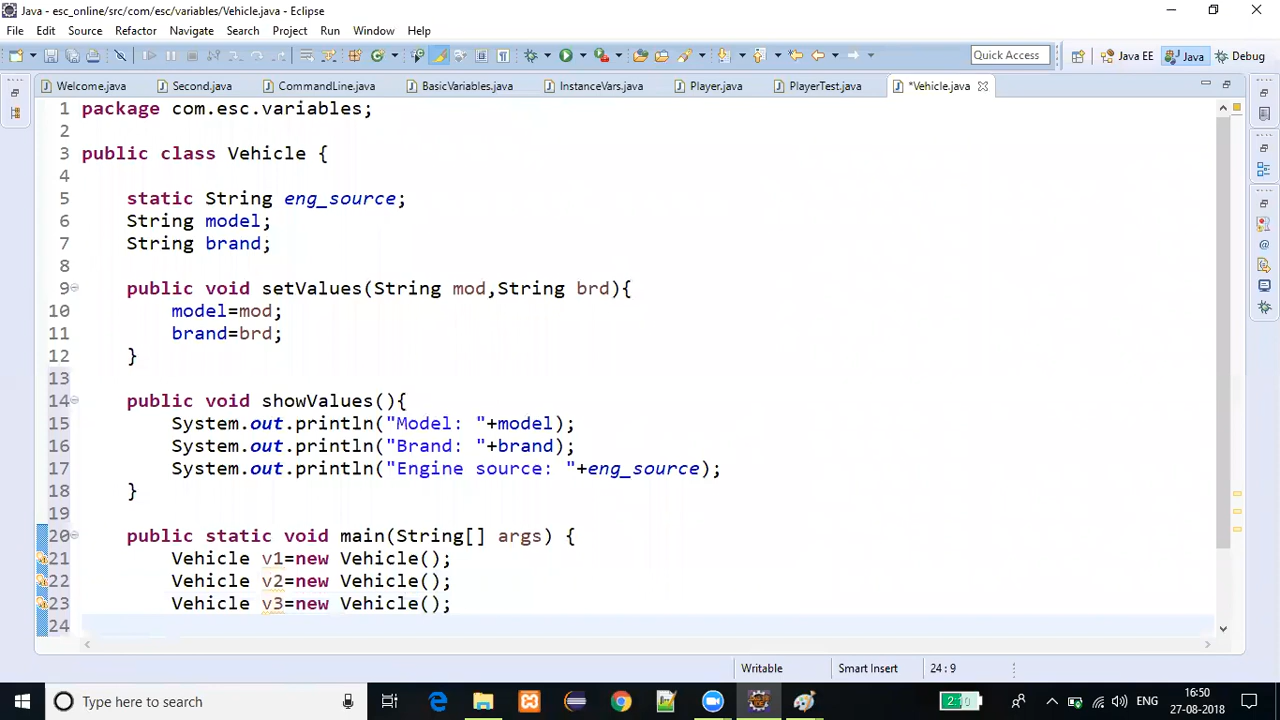 Java - esc_online/src/com/esc/variables/Vehicle.java - Eclipse
File Edit Source Refactor Navigate Search Project Run Window Help
Quick Access Java EE Java Debug
Welcome.java Second.java CommandLine.java BasicVariables.java InstanceVars.java Player.java PlayerTest.java *Vehicle.java
1 package com.esc.variables;
2
3 public class Vehicle {
4
5 static String eng_source;
6 String model;
7 String brand;
8
9 public void setValues(String mod,String brd){
10 model=mod;
11 brand=brd;
12 }
13
14 public void showValues(){
15 System.out.println("Model: "+model);
16 System.out.println("Brand: "+brand);
17 System.out.println("Engine source: "+eng_source);
18 }
19
20 public static void main(String[] args) {
21 Vehicle v1=new Vehicle();
22 Vehicle v2=new Vehicle();
23 Vehicle v3=new Vehicle();
24
Writable Smart Insert 24 : 9
Type here to search 2:10 ENG 16:50
27-08-2018